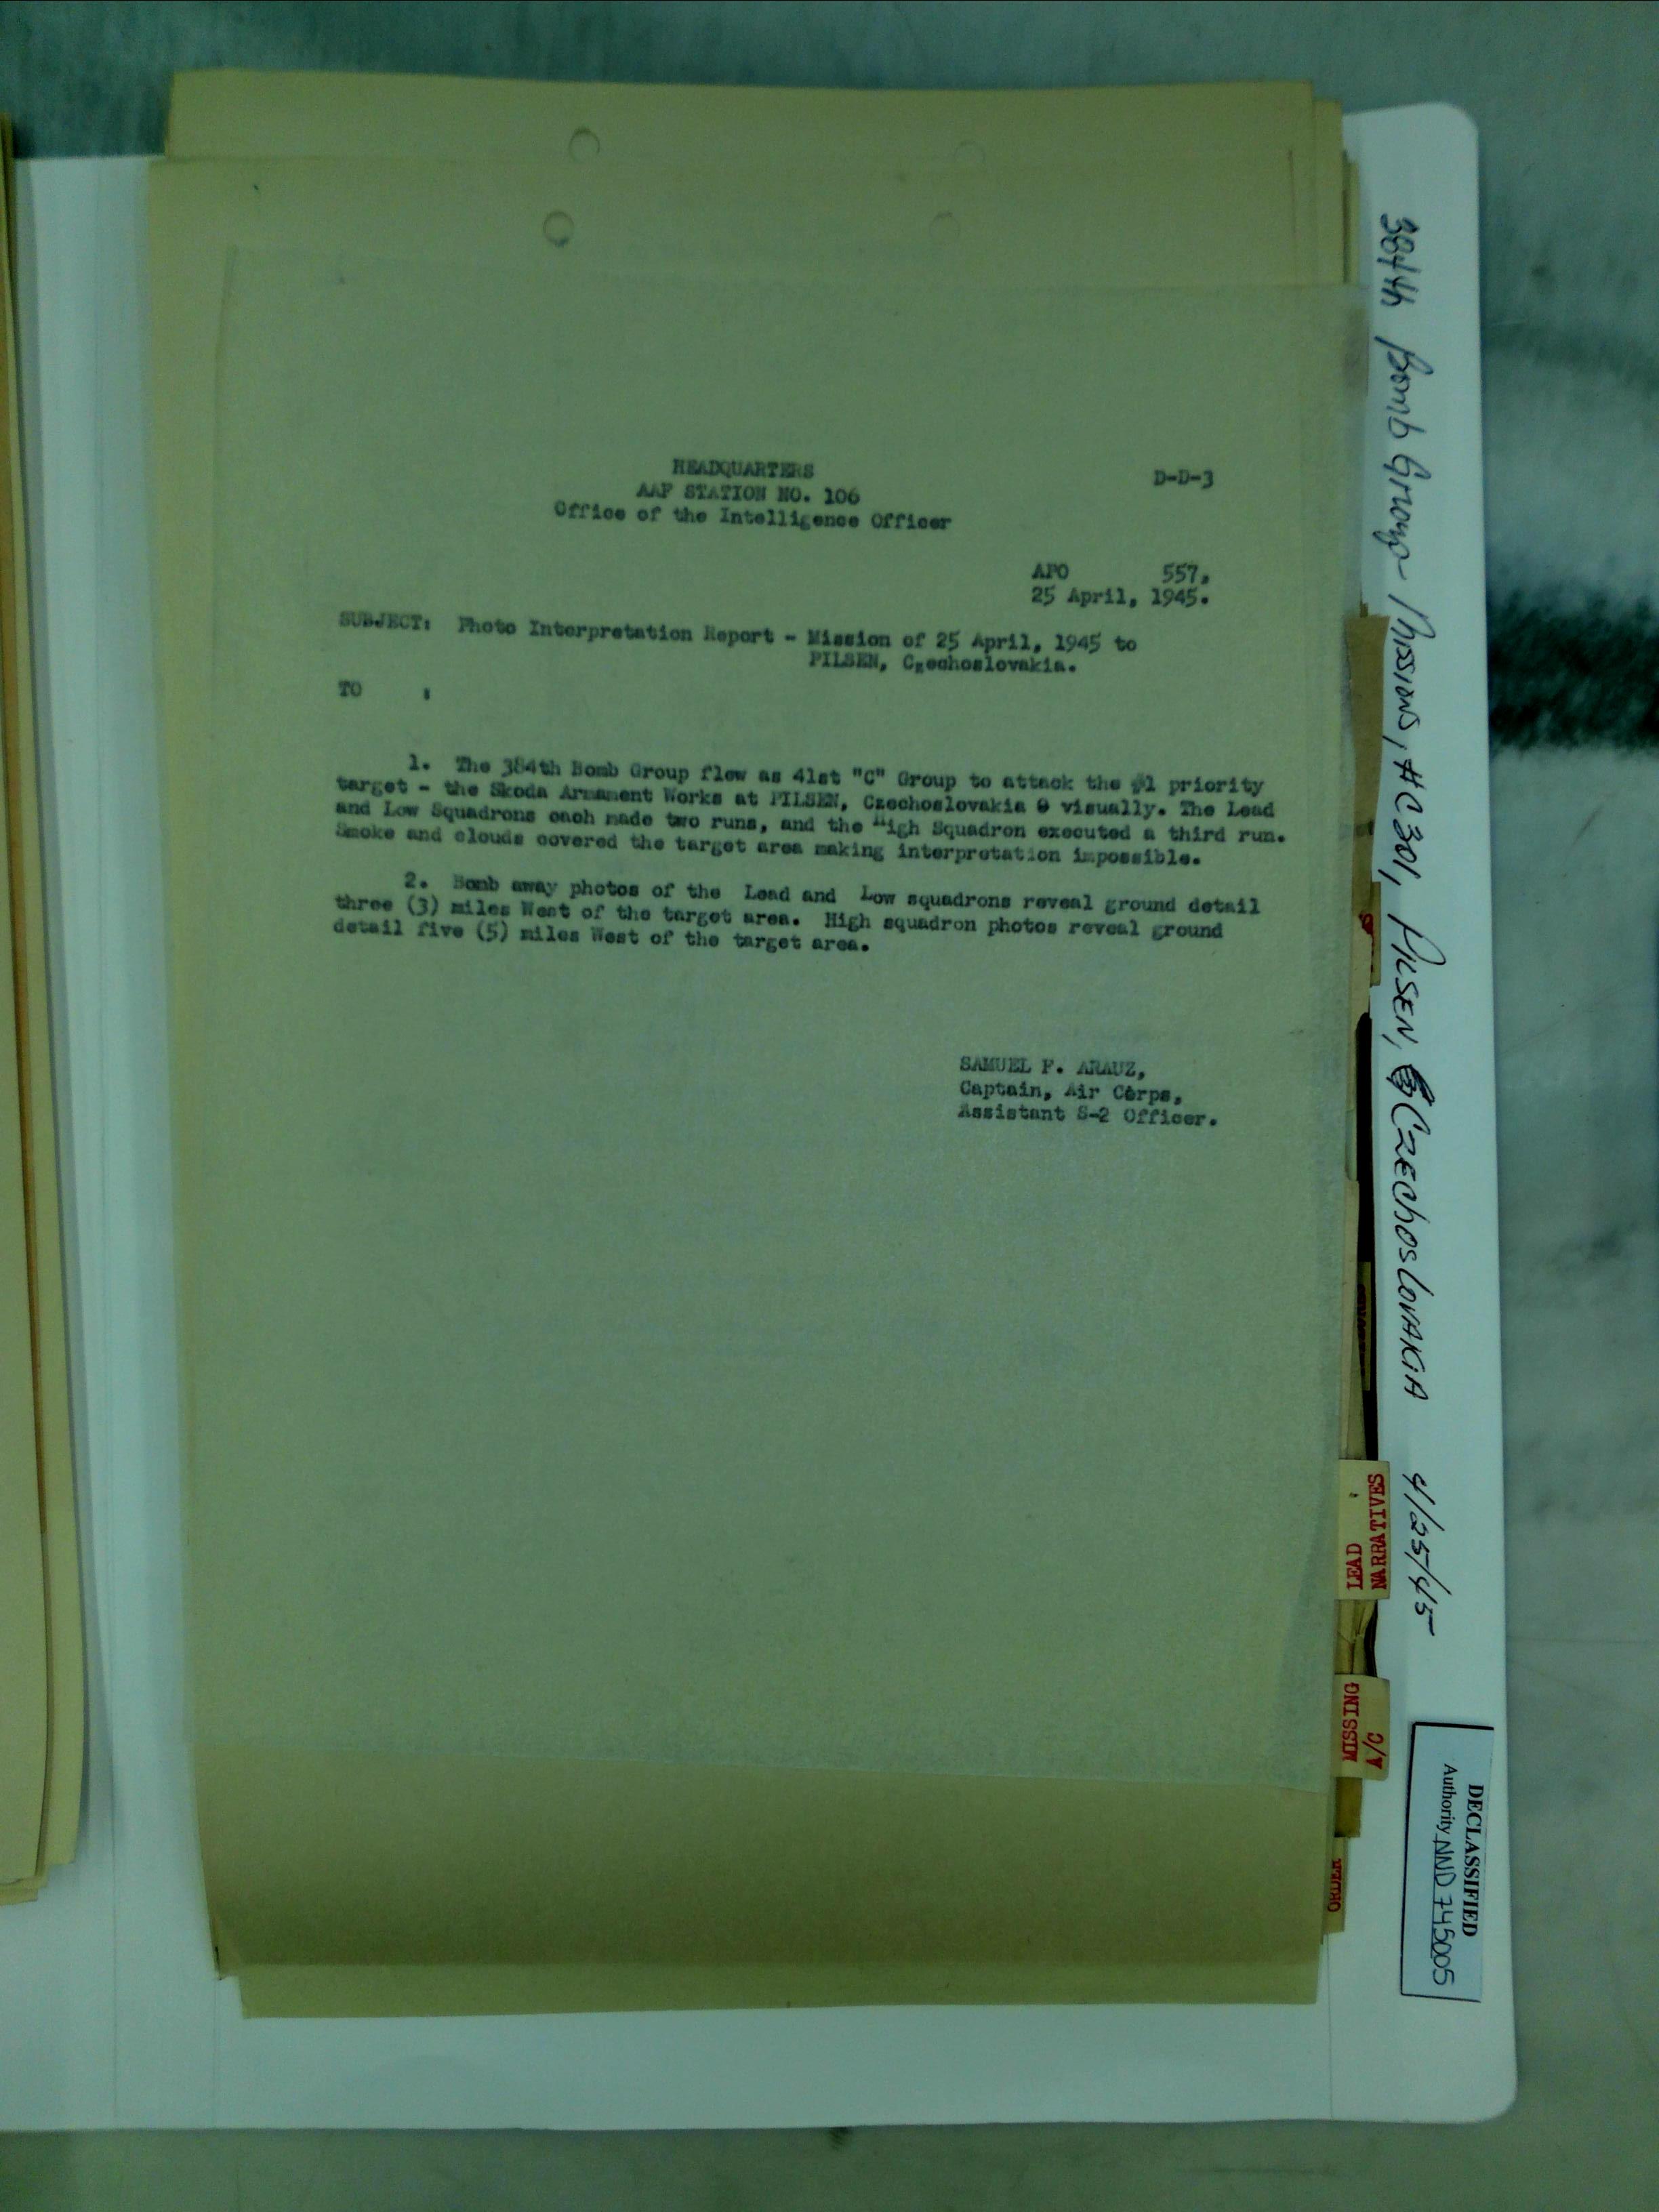 HEADQUARTERS
AAF STATION NO. 106
Office of the Intelligence Officer
D-D-3
APO 557,
25 April, 1945.
SUBJECT: Photo Interpretation Report - Mission of 25 April, 1945 to
PILSEN, Czechoslovakia.
TO :
1. The 384th Bomb Group flew as 41st "C" Group to attack the #1 priority
target - the Skoda Armament Works at PILSEN, Czechoslovakia visually. The Lead
and Low Squadrons each made two runs, and the High Squadron executed a third run.
Smoke and clouds covered the target area making interpretation impossible.
2. Bomb away photos of the Lead and Low squadrons reveal ground detail
three (3) miles West of the target area. High squadron photos reveal ground
detail five (5) miles West of the target area.
SAMUEL F. ARAUZ,
Captain, Air Corps,
Assistant S-2 Officer.
384th Bomb Group Missions, #C301, PILSEN, CZECHOSLOVAKIA 4/25/45
LEAD
NARRATIVES
MISSING
A/C
ORDER
DECLASSIFIED
Authority NND 745005